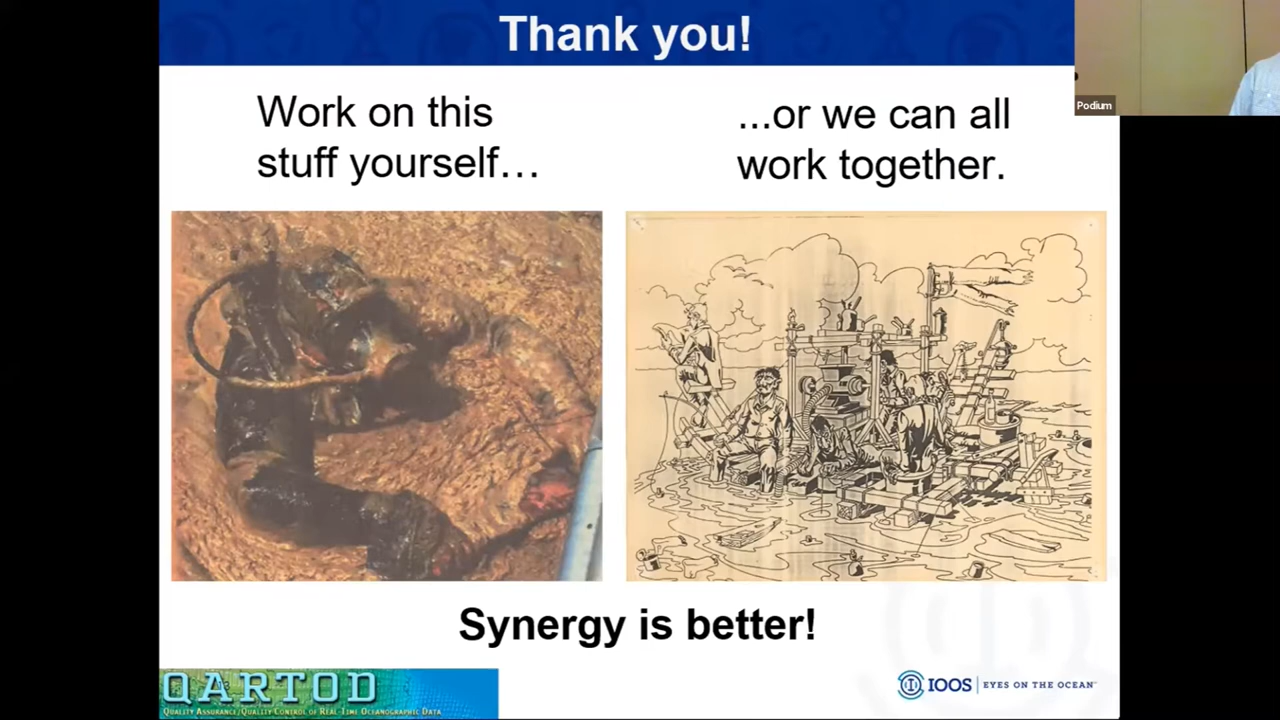 Thank you!
Work on this
stuff yourself…
...or we can all
work together.
Podium
Synergy is better!
QARTOD
Quality Assurance/Quality Control of Real-Time Oceanographic Data
IOOS | EYES ON THE OCEAN™